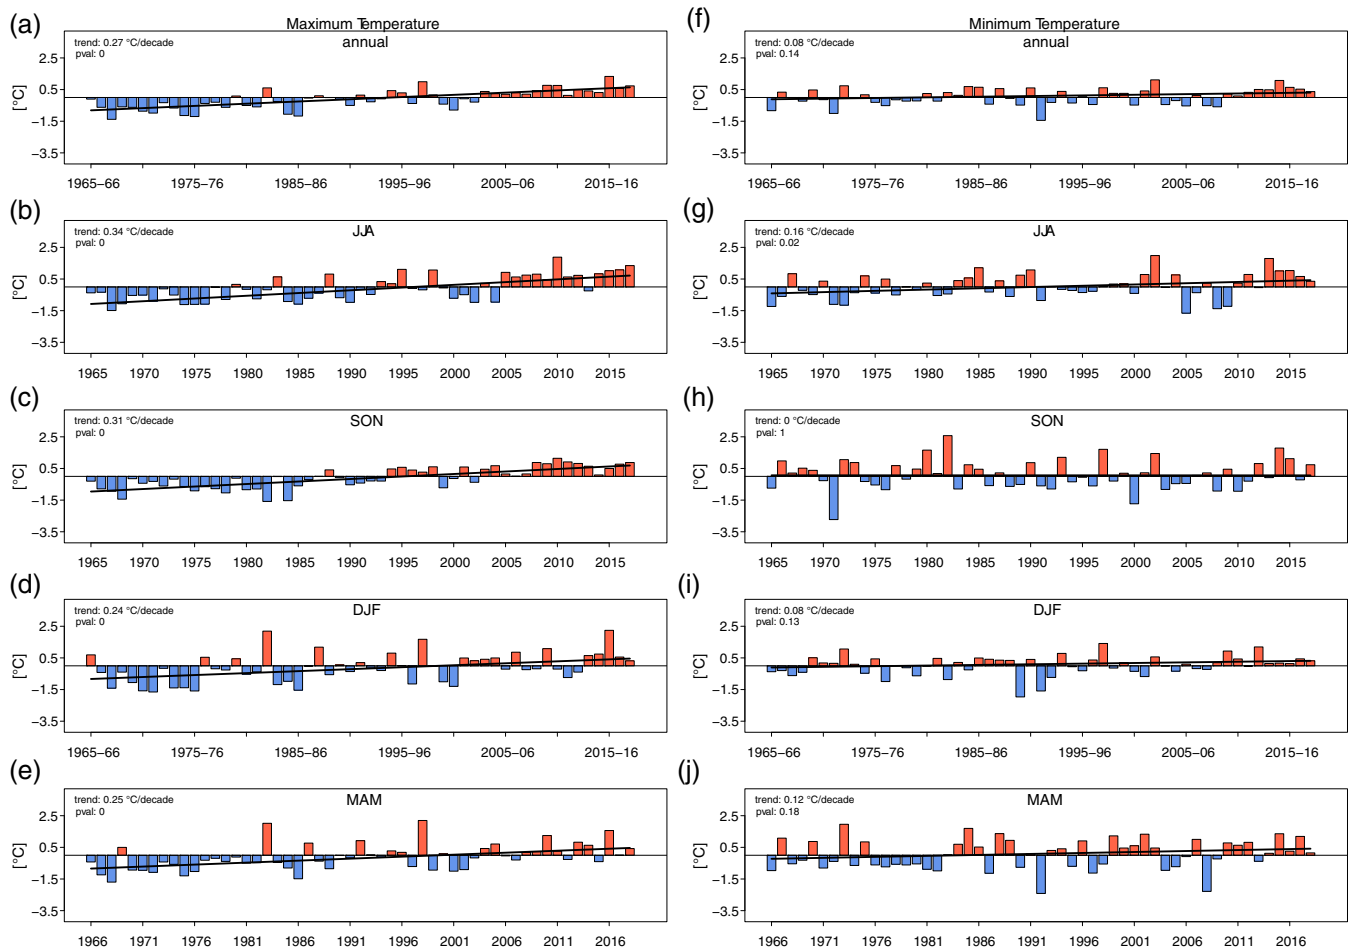 (a)
Maximum Temperature
annual
trend: 0.27 °C/decade
pval: 0
[°C]
2.5
0.5
−1.5
−3.5
1965−66 1975−76 1985−86 1995−96 2005−06 2015−16
(b)
JJA
trend: 0.34 °C/decade
pval: 0
[°C]
2.5
0.5
−1.5
−3.5
1965 1970 1975 1980 1985 1990 1995 2000 2005 2010 2015
(c)
SON
trend: 0.31 °C/decade
pval: 0
[°C]
2.5
0.5
−1.5
−3.5
1965 1970 1975 1980 1985 1990 1995 2000 2005 2010 2015
(d)
DJF
trend: 0.24 °C/decade
pval: 0
[°C]
2.5
0.5
−1.5
−3.5
1965−66 1975−76 1985−86 1995−96 2005−06 2015−16
(e)
MAM
trend: 0.25 °C/decade
pval: 0
[°C]
2.5
0.5
−1.5
−3.5
1966 1971 1976 1981 1986 1991 1996 2001 2006 2011 2016
(f)
Minimum Temperature
annual
trend: 0.08 °C/decade
pval: 0.14
[°C]
2.5
0.5
−1.5
−3.5
1965−66 1975−76 1985−86 1995−96 2005−06 2015−16
(g)
JJA
trend: 0.16 °C/decade
pval: 0.02
[°C]
2.5
0.5
−1.5
−3.5
1965 1970 1975 1980 1985 1990 1995 2000 2005 2010 2015
(h)
SON
trend: 0 °C/decade
pval: 1
[°C]
2.5
0.5
−1.5
−3.5
1965 1970 1975 1980 1985 1990 1995 2000 2005 2010 2015
(i)
DJF
trend: 0.08 °C/decade
pval: 0.13
[°C]
2.5
0.5
−1.5
−3.5
1965−66 1975−76 1985−86 1995−96 2005−06 2015−16
(j)
MAM
trend: 0.12 °C/decade
pval: 0.18
[°C]
2.5
0.5
−1.5
−3.5
1966 1971 1976 1981 1986 1991 1996 2001 2006 2011 2016